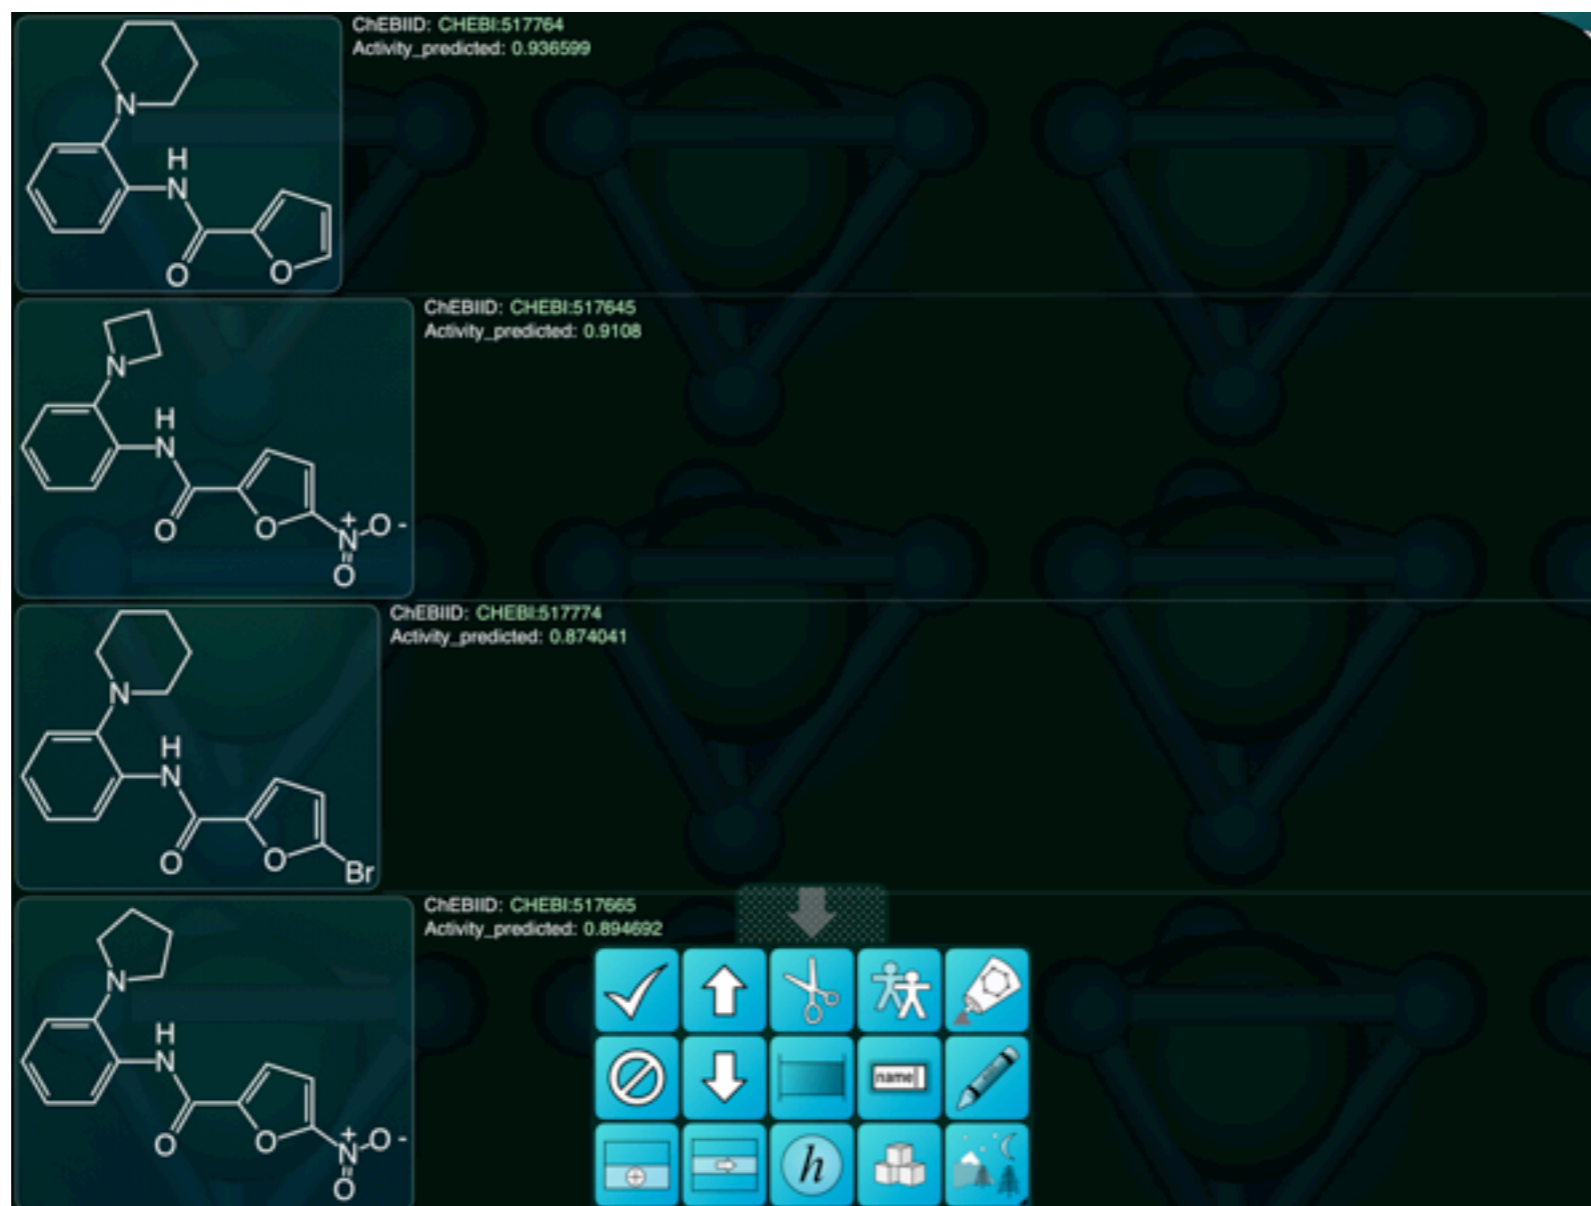 ChEBIID: CHEBI:517764
Activity_predicted: 0.936599
N
H
N
O
O
ChEBIID: CHEBI:517645
Activity_predicted: 0.9108
N
H
N
O
O
N
+
O
-
O
ChEBIID: CHEBI:517774
Activity_predicted: 0.874041
N
H
N
O
O
Br
ChEBIID: CHEBI:517665
Activity_predicted: 0.894692
N
H
N
O
O
N
+
O
-
O
name
h